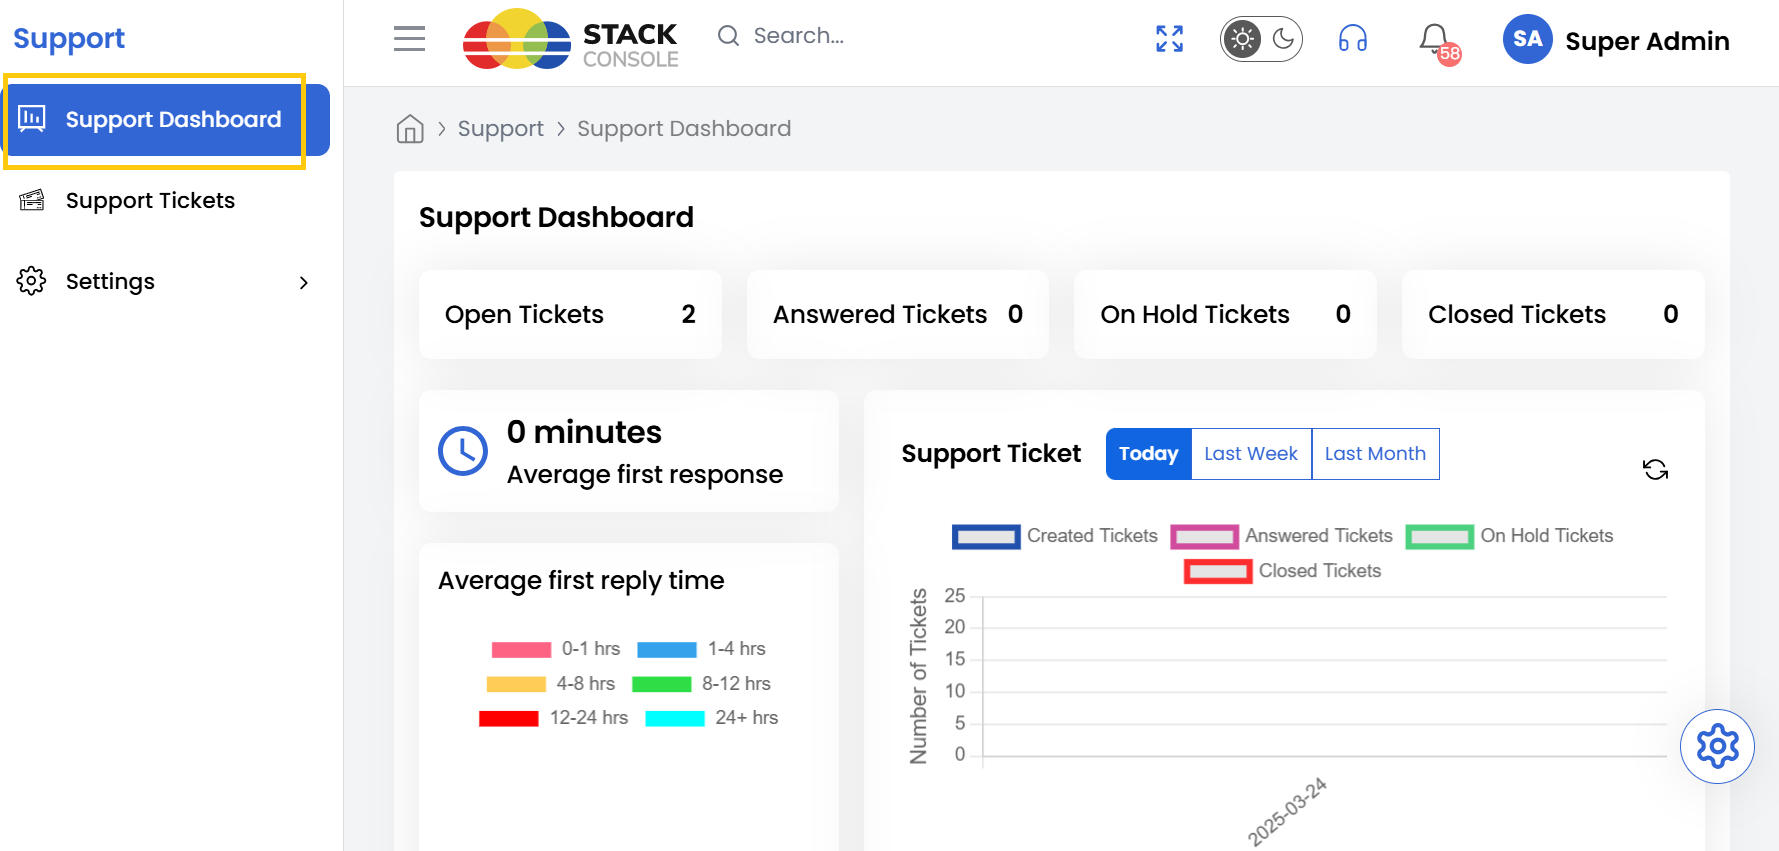 Support
Support Dashboard
Support Tickets
Settings
STACK
CONSOLE
Search...
58
SA
Super Admin
Support
Support Dashboard
Support Dashboard
Open Tickets 2
Answered Tickets 0
On Hold Tickets 0
Closed Tickets 0
0 minutes
Average first response
Average first reply time
0-1 hrs 1-4 hrs
4-8 hrs 8-12 hrs
12-24 hrs 24+ hrs
Support Ticket Today Last Week Last Month
Created Tickets Answered Tickets On Hold Tickets
Closed Tickets
Number of Tickets
25
20
15
10
5
0
2025-03-24